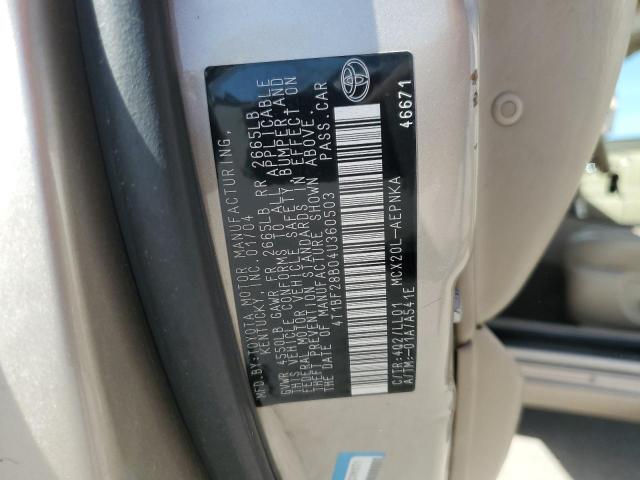 MFD.BY:TOYOTA MOTOR MANUFACTURING,
KENTUCKY, INC. 01/04
GVWR 4550LB GAWR FR 2665LB RR 2665LB
THIS VEHICLE CONFORMS TO ALL APPLICABLE
FEDERAL MOTOR VEHICLE SAFETY, BUMPER, AND
THEFT PREVENTION STANDARDS IN EFFECT ON
THE DATE OF MANUFACTURE SHOWN ABOVE.
4T1BF28B04U360503 PASS.CAR
C/TR:4Q2/LL01 MCX20L-AEPNKA
A/TM:-01A/A541E 46671